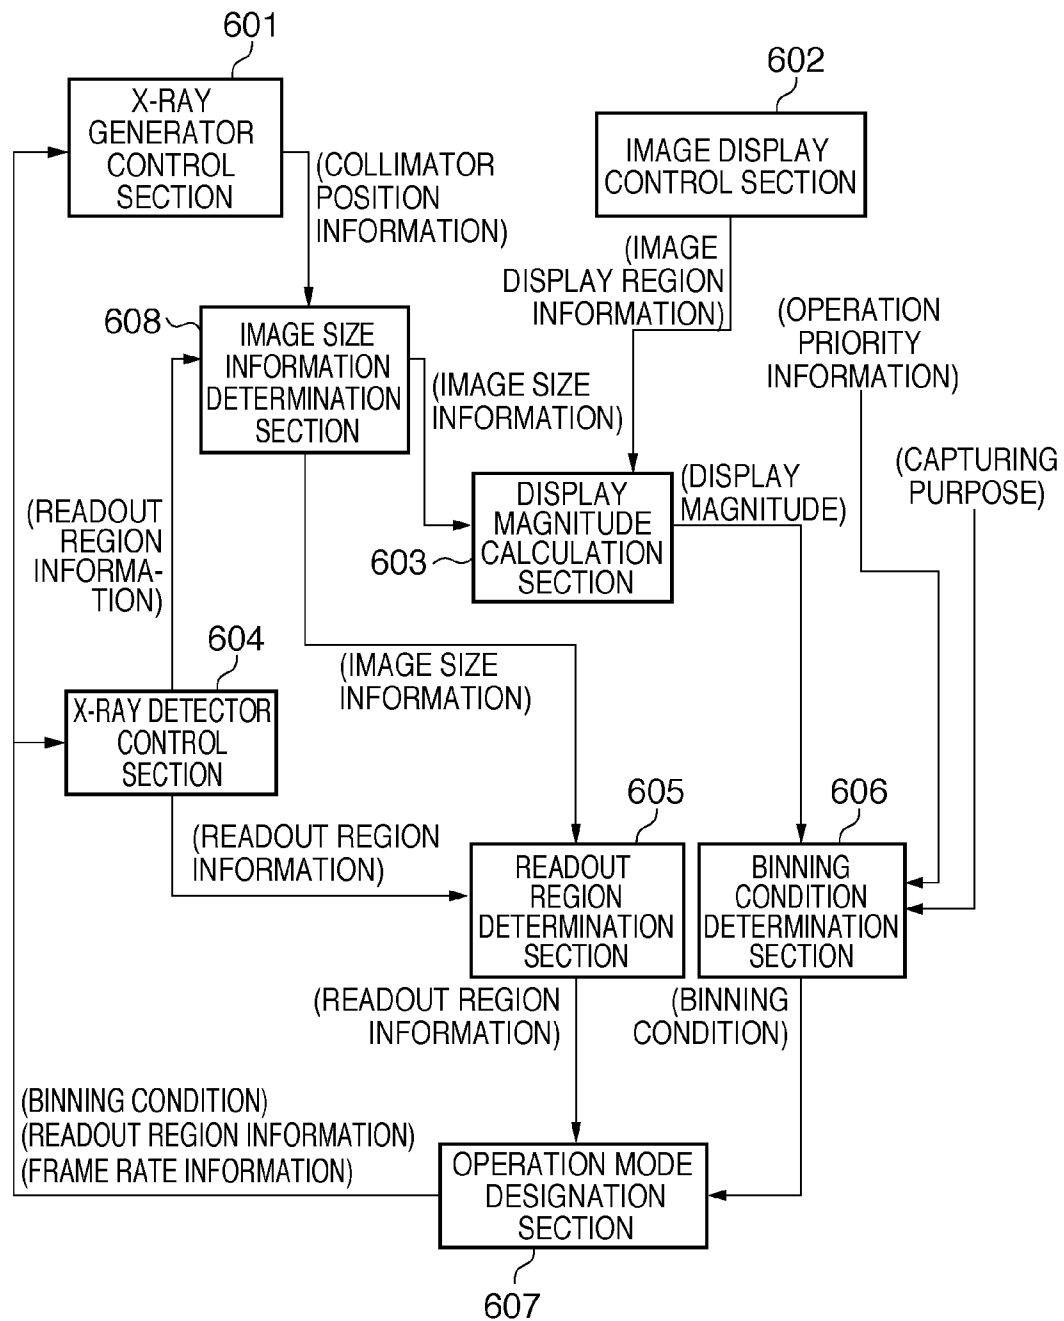 601
X-RAY
GENERATOR
CONTROL
SECTION
(COLLIMATOR
POSITION
INFORMATION)
602
IMAGE DISPLAY
CONTROL SECTION
(IMAGE
DISPLAY REGION
INFORMATION)
608
IMAGE SIZE
INFORMATION
DETERMINATION
SECTION
(IMAGE SIZE
INFORMATION)
(OPERATION
PRIORITY
INFORMATION)
(CAPTURING
PURPOSE)
(READOUT
REGION
INFORMA-
TION)
DISPLAY
MAGNITUDE
CALCULATION
SECTION
603
(DISPLAY
MAGNITUDE)
604
X-RAY DETECTOR
CONTROL
SECTION
(IMAGE SIZE
INFORMATION)
(READOUT REGION
INFORMATION)
605
READOUT
REGION
DETERMINATION
SECTION
606
BINNING
CONDITION
DETERMINATION
SECTION
(READOUT REGION
INFORMATION)
(BINNING
CONDITION)
(BINNING CONDITION)
(READOUT REGION INFORMATION)
(FRAME RATE INFORMATION)
OPERATION MODE
DESIGNATION
SECTION
607